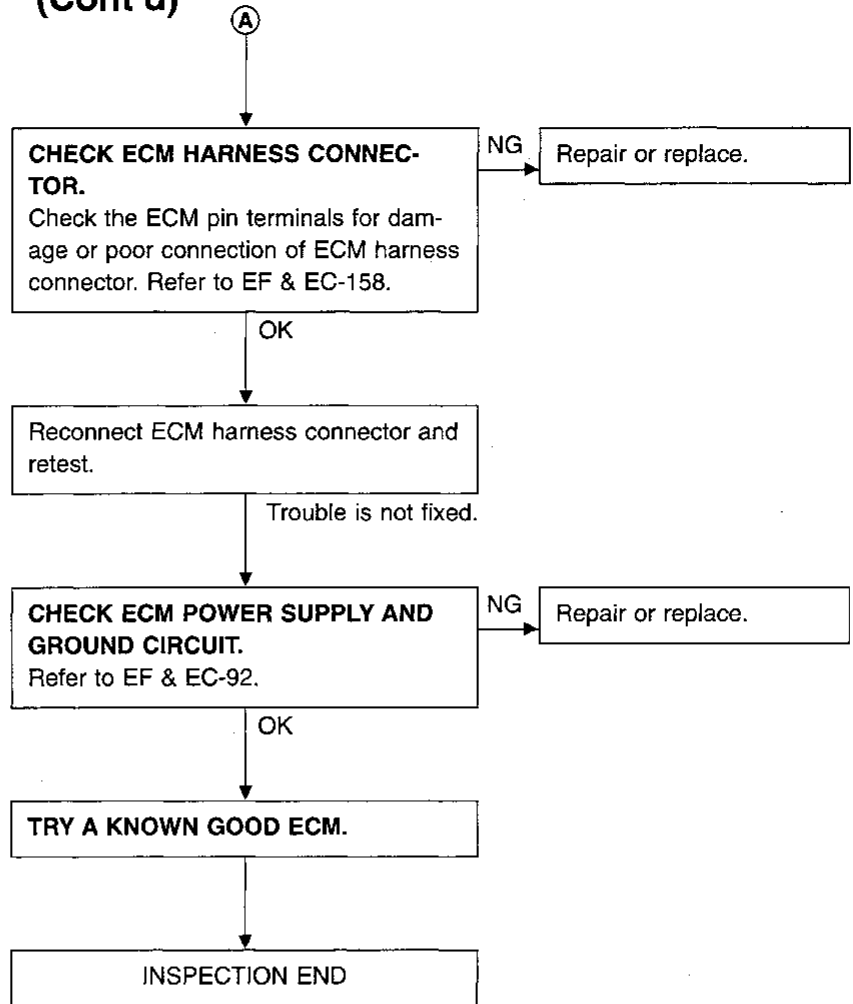 (Cont'd)
A
CHECK ECM HARNESS CONNEC-
TOR.
Check the ECM pin terminals for dam-
age or poor connection of ECM harness
connector. Refer to EF & EC-158.
NG
Repair or replace.
OK
Reconnect ECM harness connector and
retest.
Trouble is not fixed.
CHECK ECM POWER SUPPLY AND
GROUND CIRCUIT.
Refer to EF & EC-92.
NG
Repair or replace.
OK
TRY A KNOWN GOOD ECM.
INSPECTION END